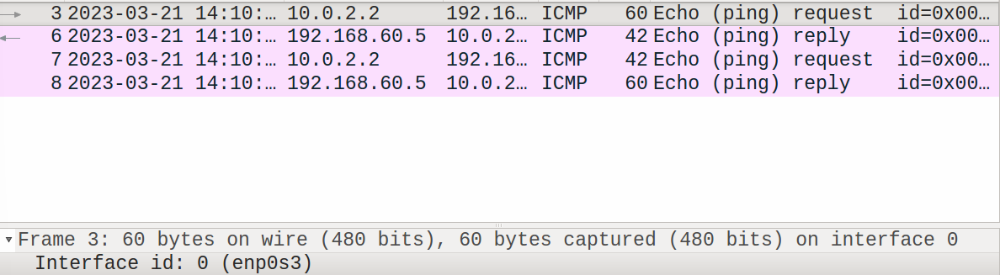 3 2023-03-21 14:10:… 10.0.2.2 192.16… ICMP 60 Echo (ping) request id=0x00…
6 2023-03-21 14:10:… 192.168.60.5 10.0.2… ICMP 42 Echo (ping) reply id=0x00…
7 2023-03-21 14:10:… 10.0.2.2 192.16… ICMP 42 Echo (ping) request id=0x00…
8 2023-03-21 14:10:… 192.168.60.5 10.0.2… ICMP 60 Echo (ping) reply id=0x00…
Frame 3: 60 bytes on wire (480 bits), 60 bytes captured (480 bits) on interface 0
Interface id: 0 (enp0s3)